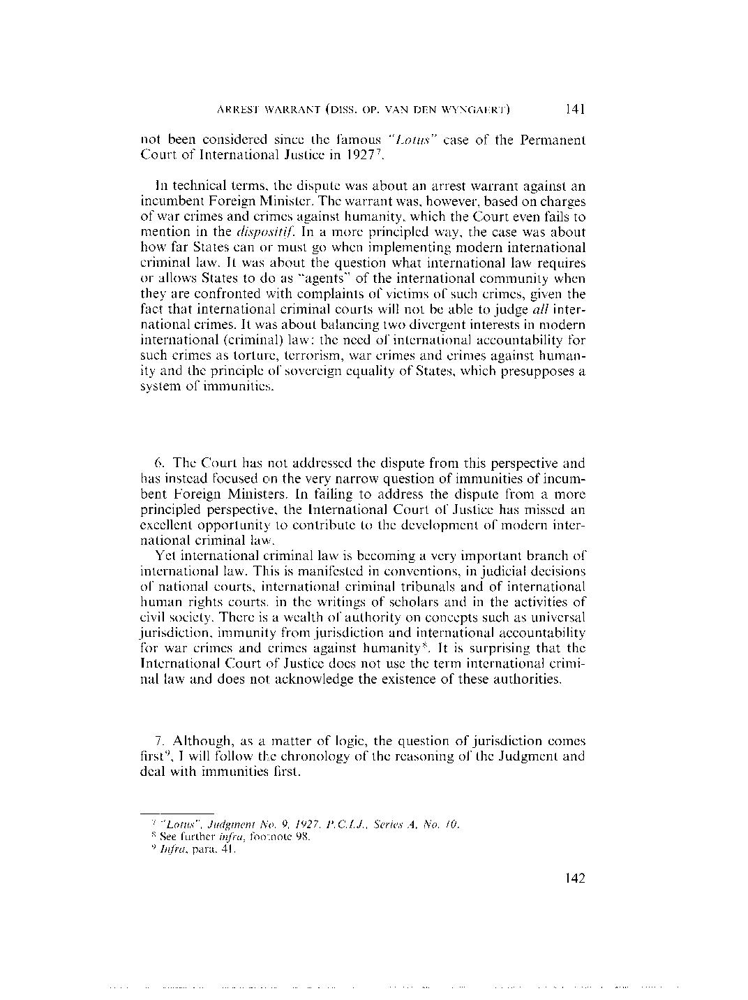 ARREST WARRANT (DISS. OP. VAN DEN WYNGAERT) 141
not been considered since the famous "Lotus" case of the Permanent
Court of International Justice in 1927⁷.
In technical terms, the dispute was about an arrest warrant against an
incumbent Foreign Minister. The warrant was, however, based on charges
of war crimes and crimes against humanity, which the Court even fails to
mention in the dispositif. In a more principled way, the case was about
how far States can or must go when implementing modern international
criminal law. It was about the question what international law requires
or allows States to do as "agents" of the international community when
they are confronted with complaints of victims of such crimes, given the
fact that international criminal courts will not be able to judge all inter-
national crimes. It was about balancing two divergent interests in modern
international (criminal) law: the need of international accountability for
such crimes as torture, terrorism, war crimes and crimes against human-
ity and the principle of sovereign equality of States, which presupposes a
system of immunities.
6. The Court has not addressed the dispute from this perspective and
has instead focused on the very narrow question of immunities of incum-
bent Foreign Ministers. In failing to address the dispute from a more
principled perspective, the International Court of Justice has missed an
excellent opportunity to contribute to the development of modern inter-
national criminal law.
Yet international criminal law is becoming a very important branch of
international law. This is manifested in conventions, in judicial decisions
of national courts, international criminal tribunals and of international
human rights courts, in the writings of scholars and in the activities of
civil society. There is a wealth of authority on concepts such as universal
jurisdiction, immunity from jurisdiction and international accountability
for war crimes and crimes against humanity⁸. It is surprising that the
International Court of Justice does not use the term international crimi-
nal law and does not acknowledge the existence of these authorities.
7. Although, as a matter of logic, the question of jurisdiction comes
first⁹, I will follow the chronology of the reasoning of the Judgment and
deal with immunities first.
⁷ "Lotus", Judgment No. 9, 1927, P.C.I.J., Series A, No. 10.
⁸ See further infra, footnote 98.
⁹ Infra, para. 41.
142